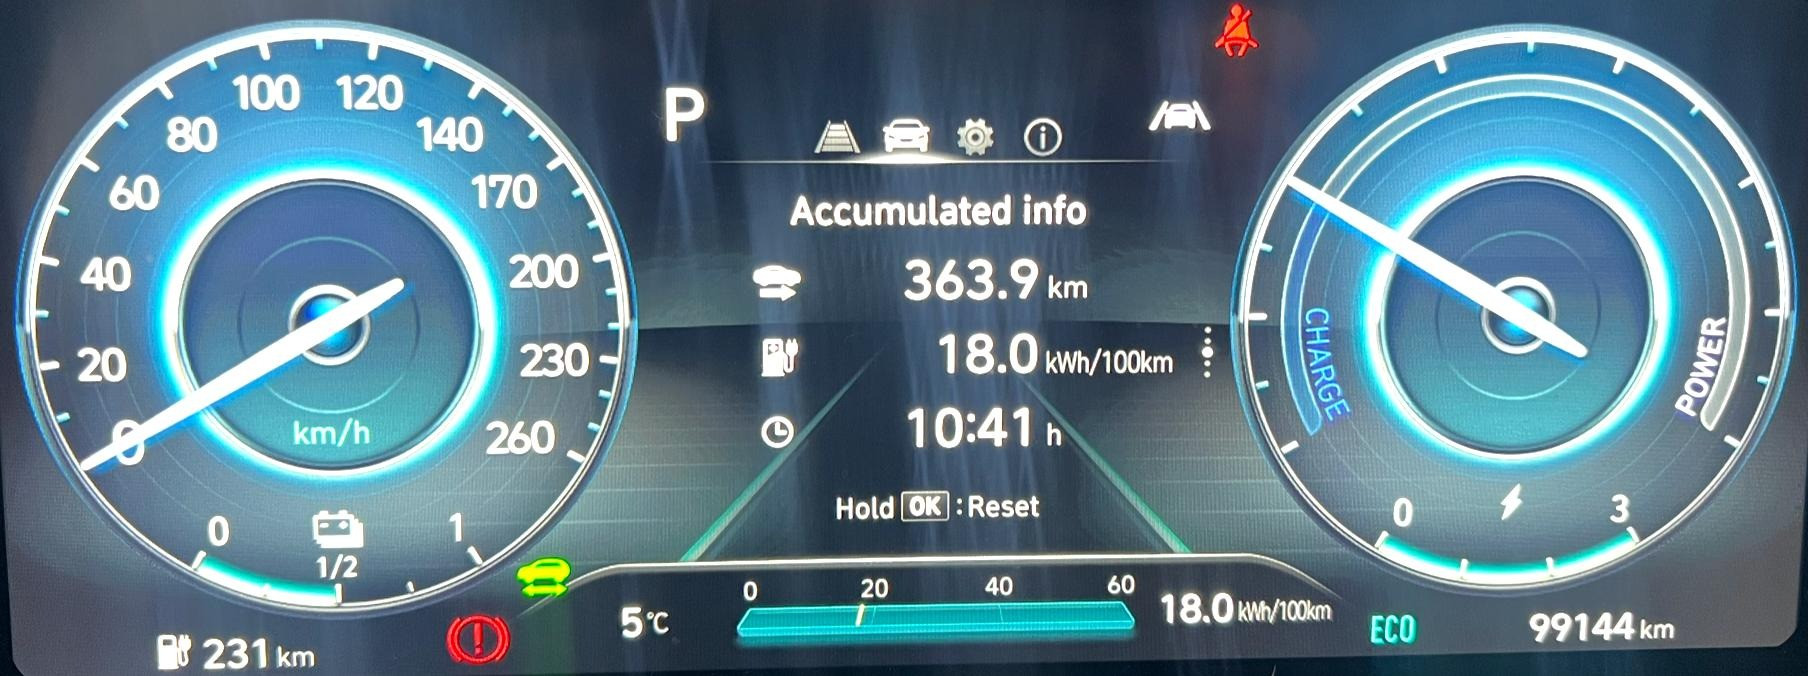 P
Accumulated info
363.9 km
18.0 kWh/100km
10:41 h
Hold OK : Reset
0 20 40 60 80 100 120 140 170 200 230 260
km/h
0 1/2 1
231 km
5 °C
0 20 40 60
18.0 kWh/100km
CHARGE
POWER
0 3
ECO
99144 km